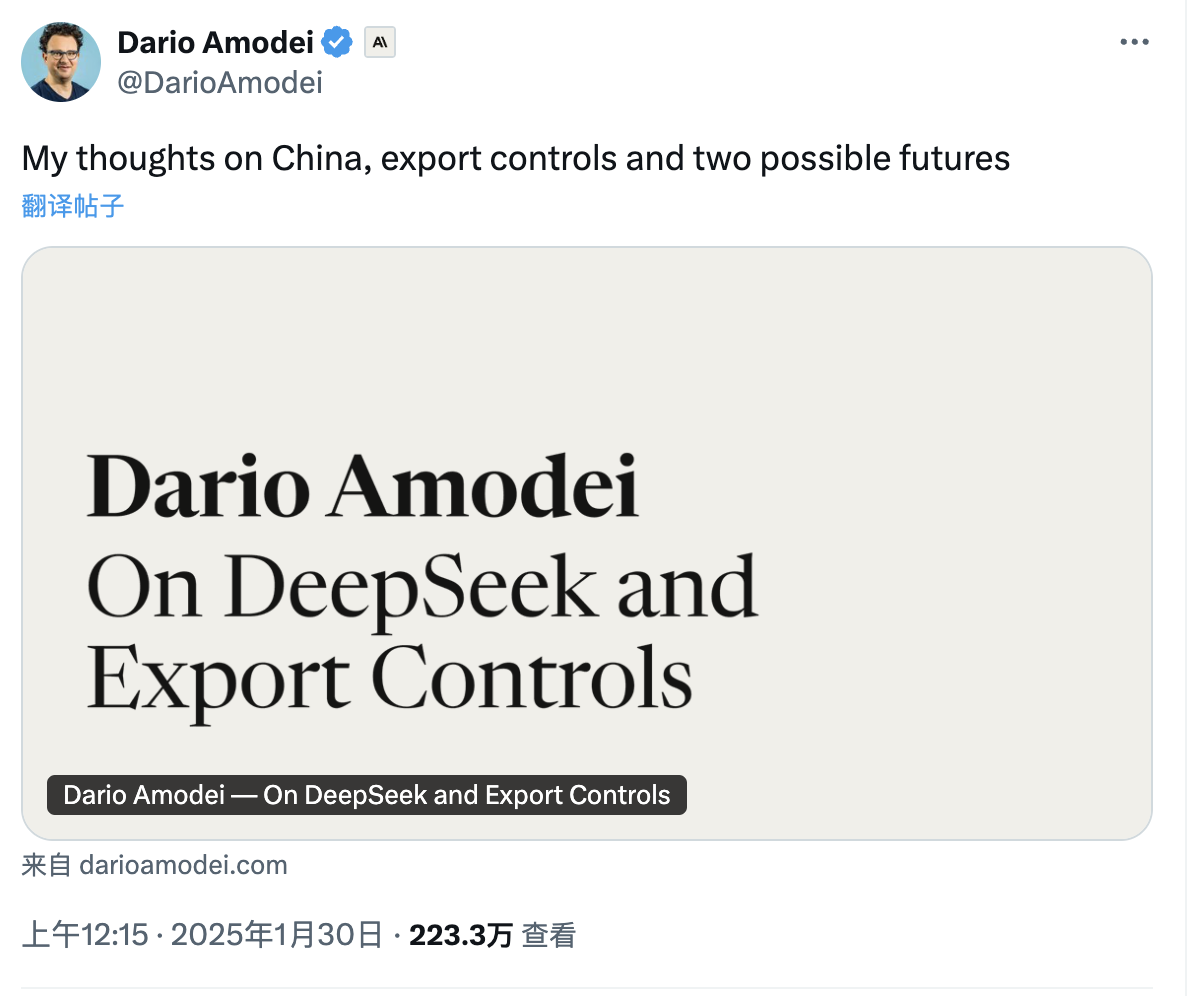 Dario Amodei
A\
@DarioAmodei
My thoughts on China, export controls and two possible futures
翻译帖子
Dario Amodei
On DeepSeek and
Export Controls
Dario Amodei — On DeepSeek and Export Controls
来自 darioamodei.com
上午12:15 · 2025年1月30日 · 223.3万 查看